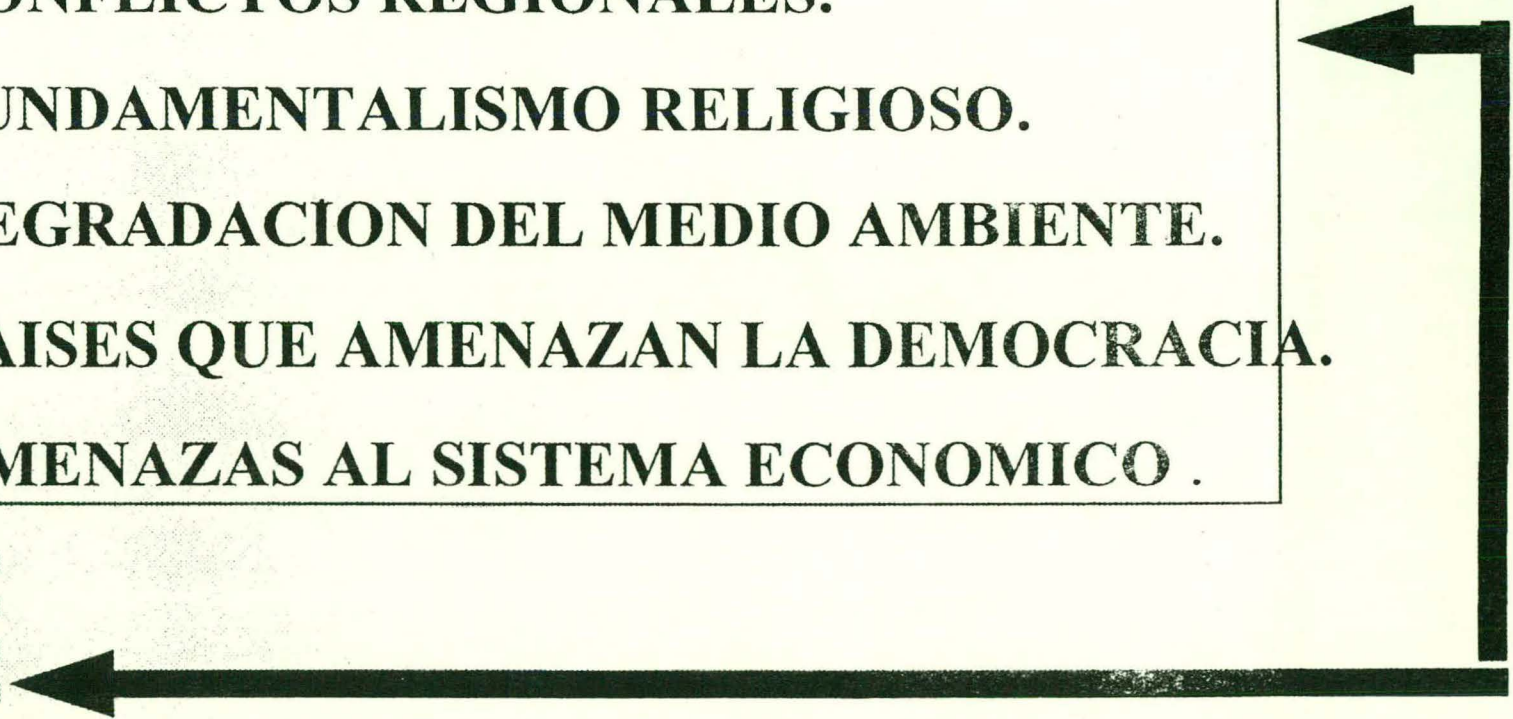 ONFLICTOS REGIONALES.
UNDAMENTALISMO RELIGIOSO.
EGRADACION DEL MEDIO AMBIENTE.
AISES QUE AMENAZAN LA DEMOCRACIA.
MENAZAS AL SISTEMA ECONOMICO .